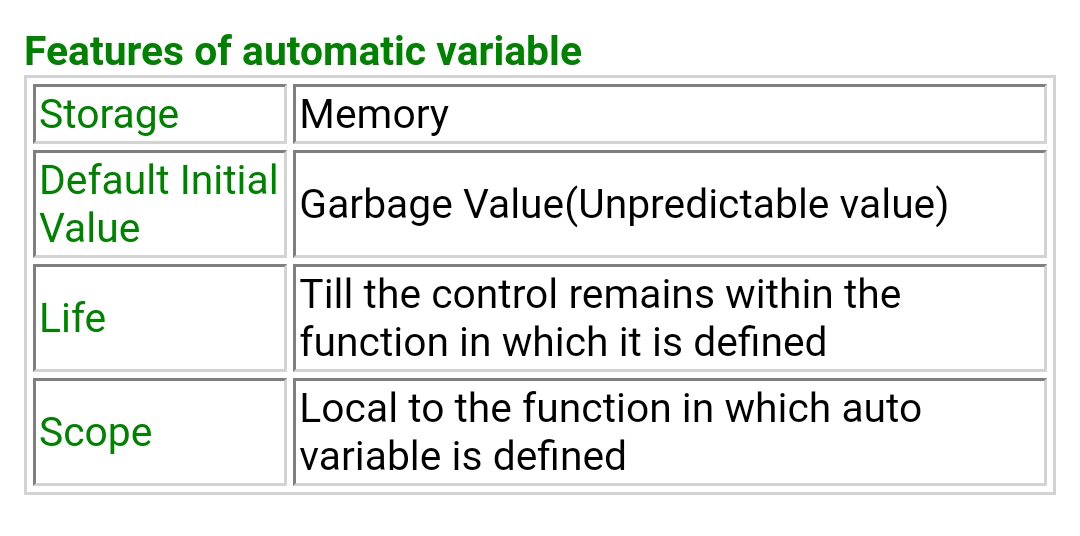 Features of automatic variable
Storage
Memory
Default Initial
Value
Garbage Value(Unpredictable value)
Life
Till the control remains within the
function in which it is defined
Scope
Local to the function in which auto
variable is defined